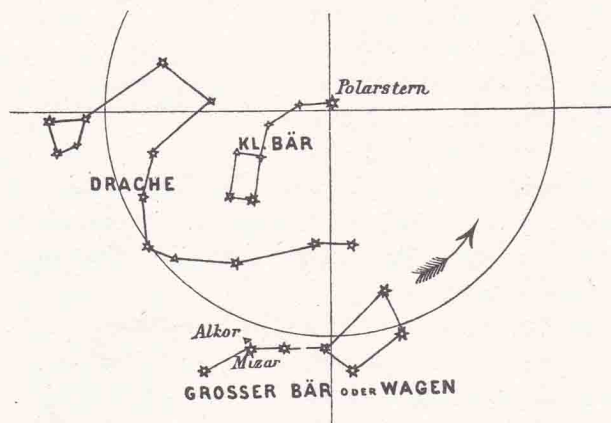 Polarstern
KL. BÄR
DRACHE
Alkor
Mizar
GROSSER BÄR ODER WAGEN